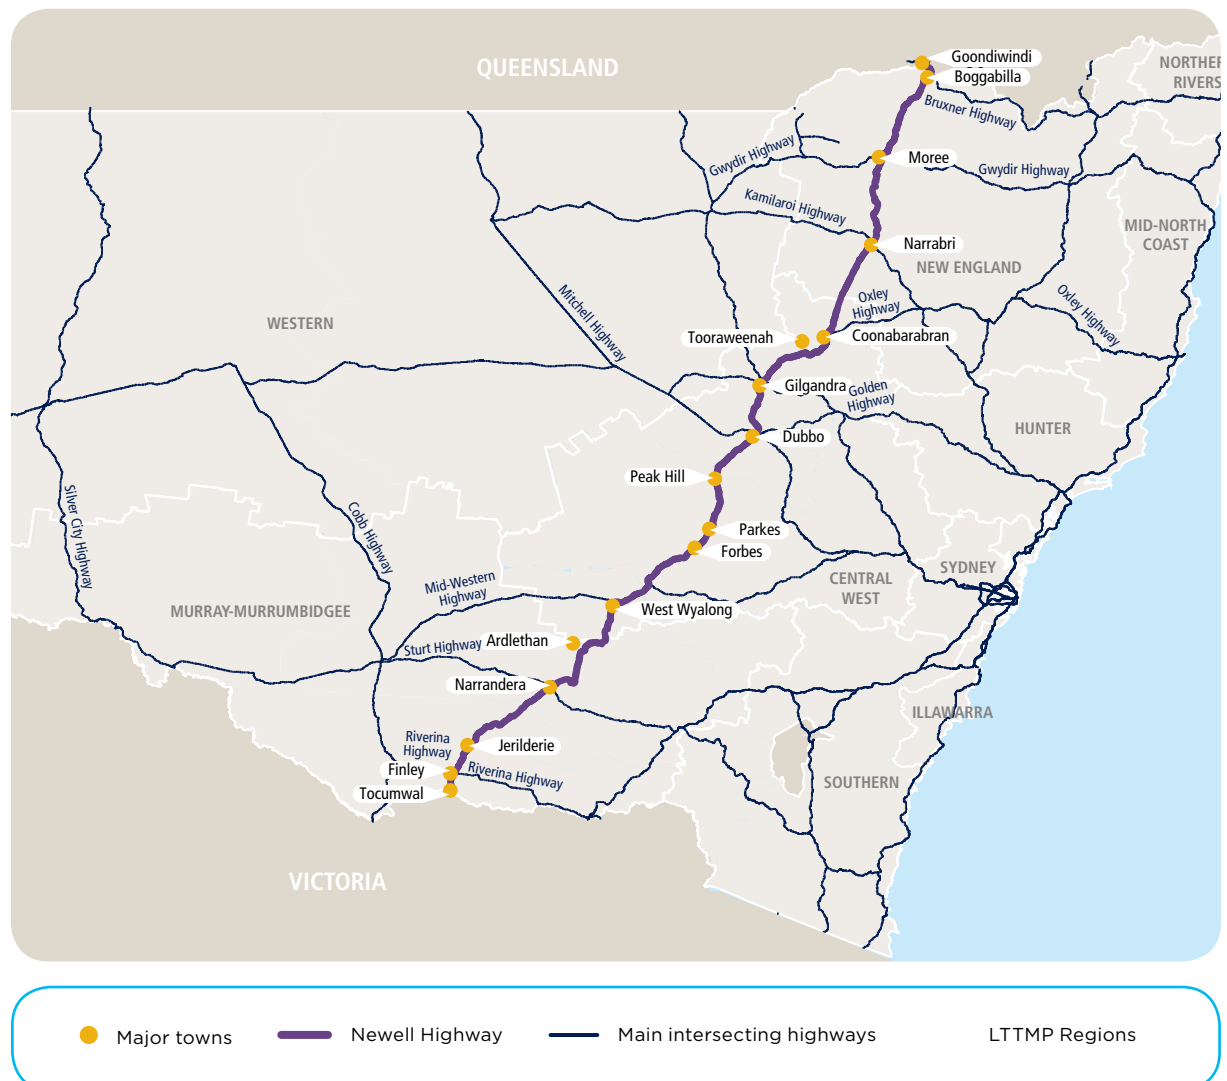 QUEENSLAND
Goondiwindi
Boggabilla
NORTHER
RIVERS
Bruxner Highway
Gwydir Highway
Moree
Gwydir Highway
Kamilaroi Highway
MID-NORTH
COAST
Narrabri
NEW ENGLAND
Mitchell Highway
Oxley
Highway
Oxley Highway
WESTERN
Tooraweenah
Coonabarabran
Gilgandra
Golden
Highway
HUNTER
Dubbo
Peak Hill
Silver City Highway
Cobb Highway
Parkes
Forbes
SYDNEY
CENTRAL
WEST
Mid-Western
Highway
MURRAY-MURRUMBIDGEE
West Wyalong
Sturt Highway
Ardlethan
Narrandera
ILLAWARRA
Riverina
Highway
Jerilderie
Finley
Riverina Highway
Tocumwal
SOUTHERN
VICTORIA
Major towns
Newell Highway
Main intersecting highways
LTTMP Regions